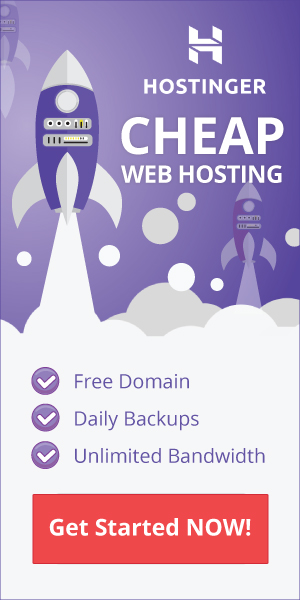 HOSTINGER
CHEAP
WEB HOSTING
Free Domain
Daily Backups
Unlimited Bandwidth
Get Started NOW!